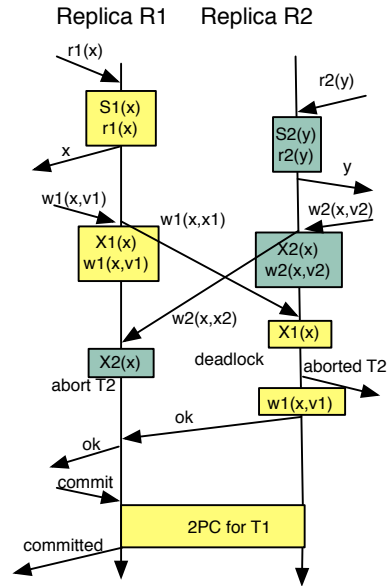 Replica R1
Replica R2
r1(x)
r2(y)
S1(x)
r1(x)
S2(y)
r2(y)
x
y
w1(x,v1)
w1(x,x1)
w2(x,v2)
X1(x)
w1(x,v1)
X2(x)
w2(x,v2)
w2(x,x2)
X1(x)
X2(x)
deadlock
aborted T2
abort T2
w1(x,v1)
ok
ok
commit
2PC for T1
committed